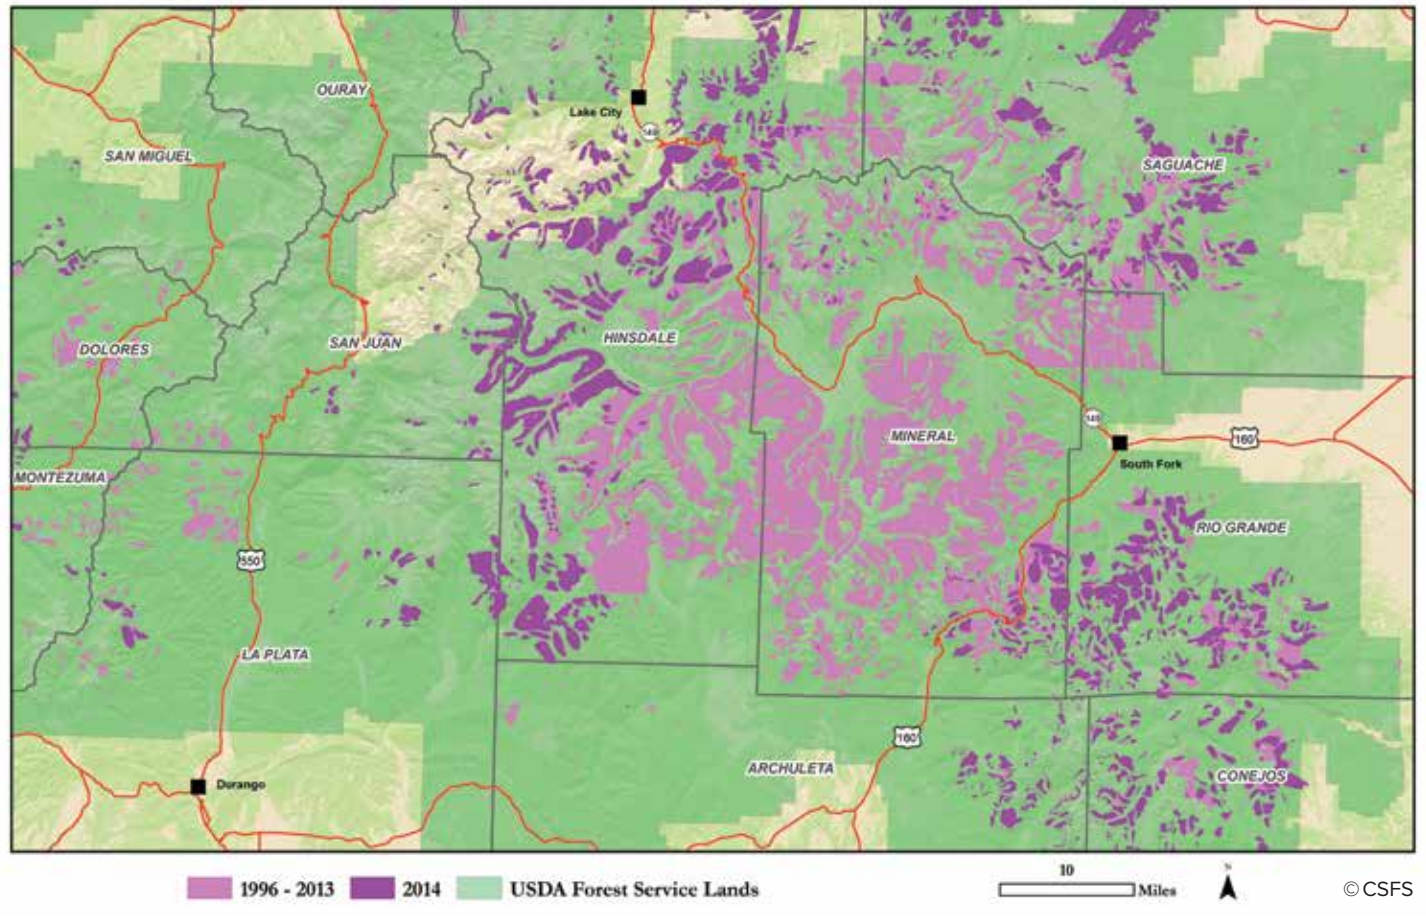 OURAY
Lake City
149
SAN MIGUEL
SAGUACHE
DOLORES
SAN JUAN
HINSDALE
149
MINERAL
160
South Fork
MONTEZUMA
RIO GRANDE
550
LA PLATA
160
ARCHULETA
CONEJOS
Durango
1996 - 2013
2014
USDA Forest Service Lands
10
Miles
N
© CSFS